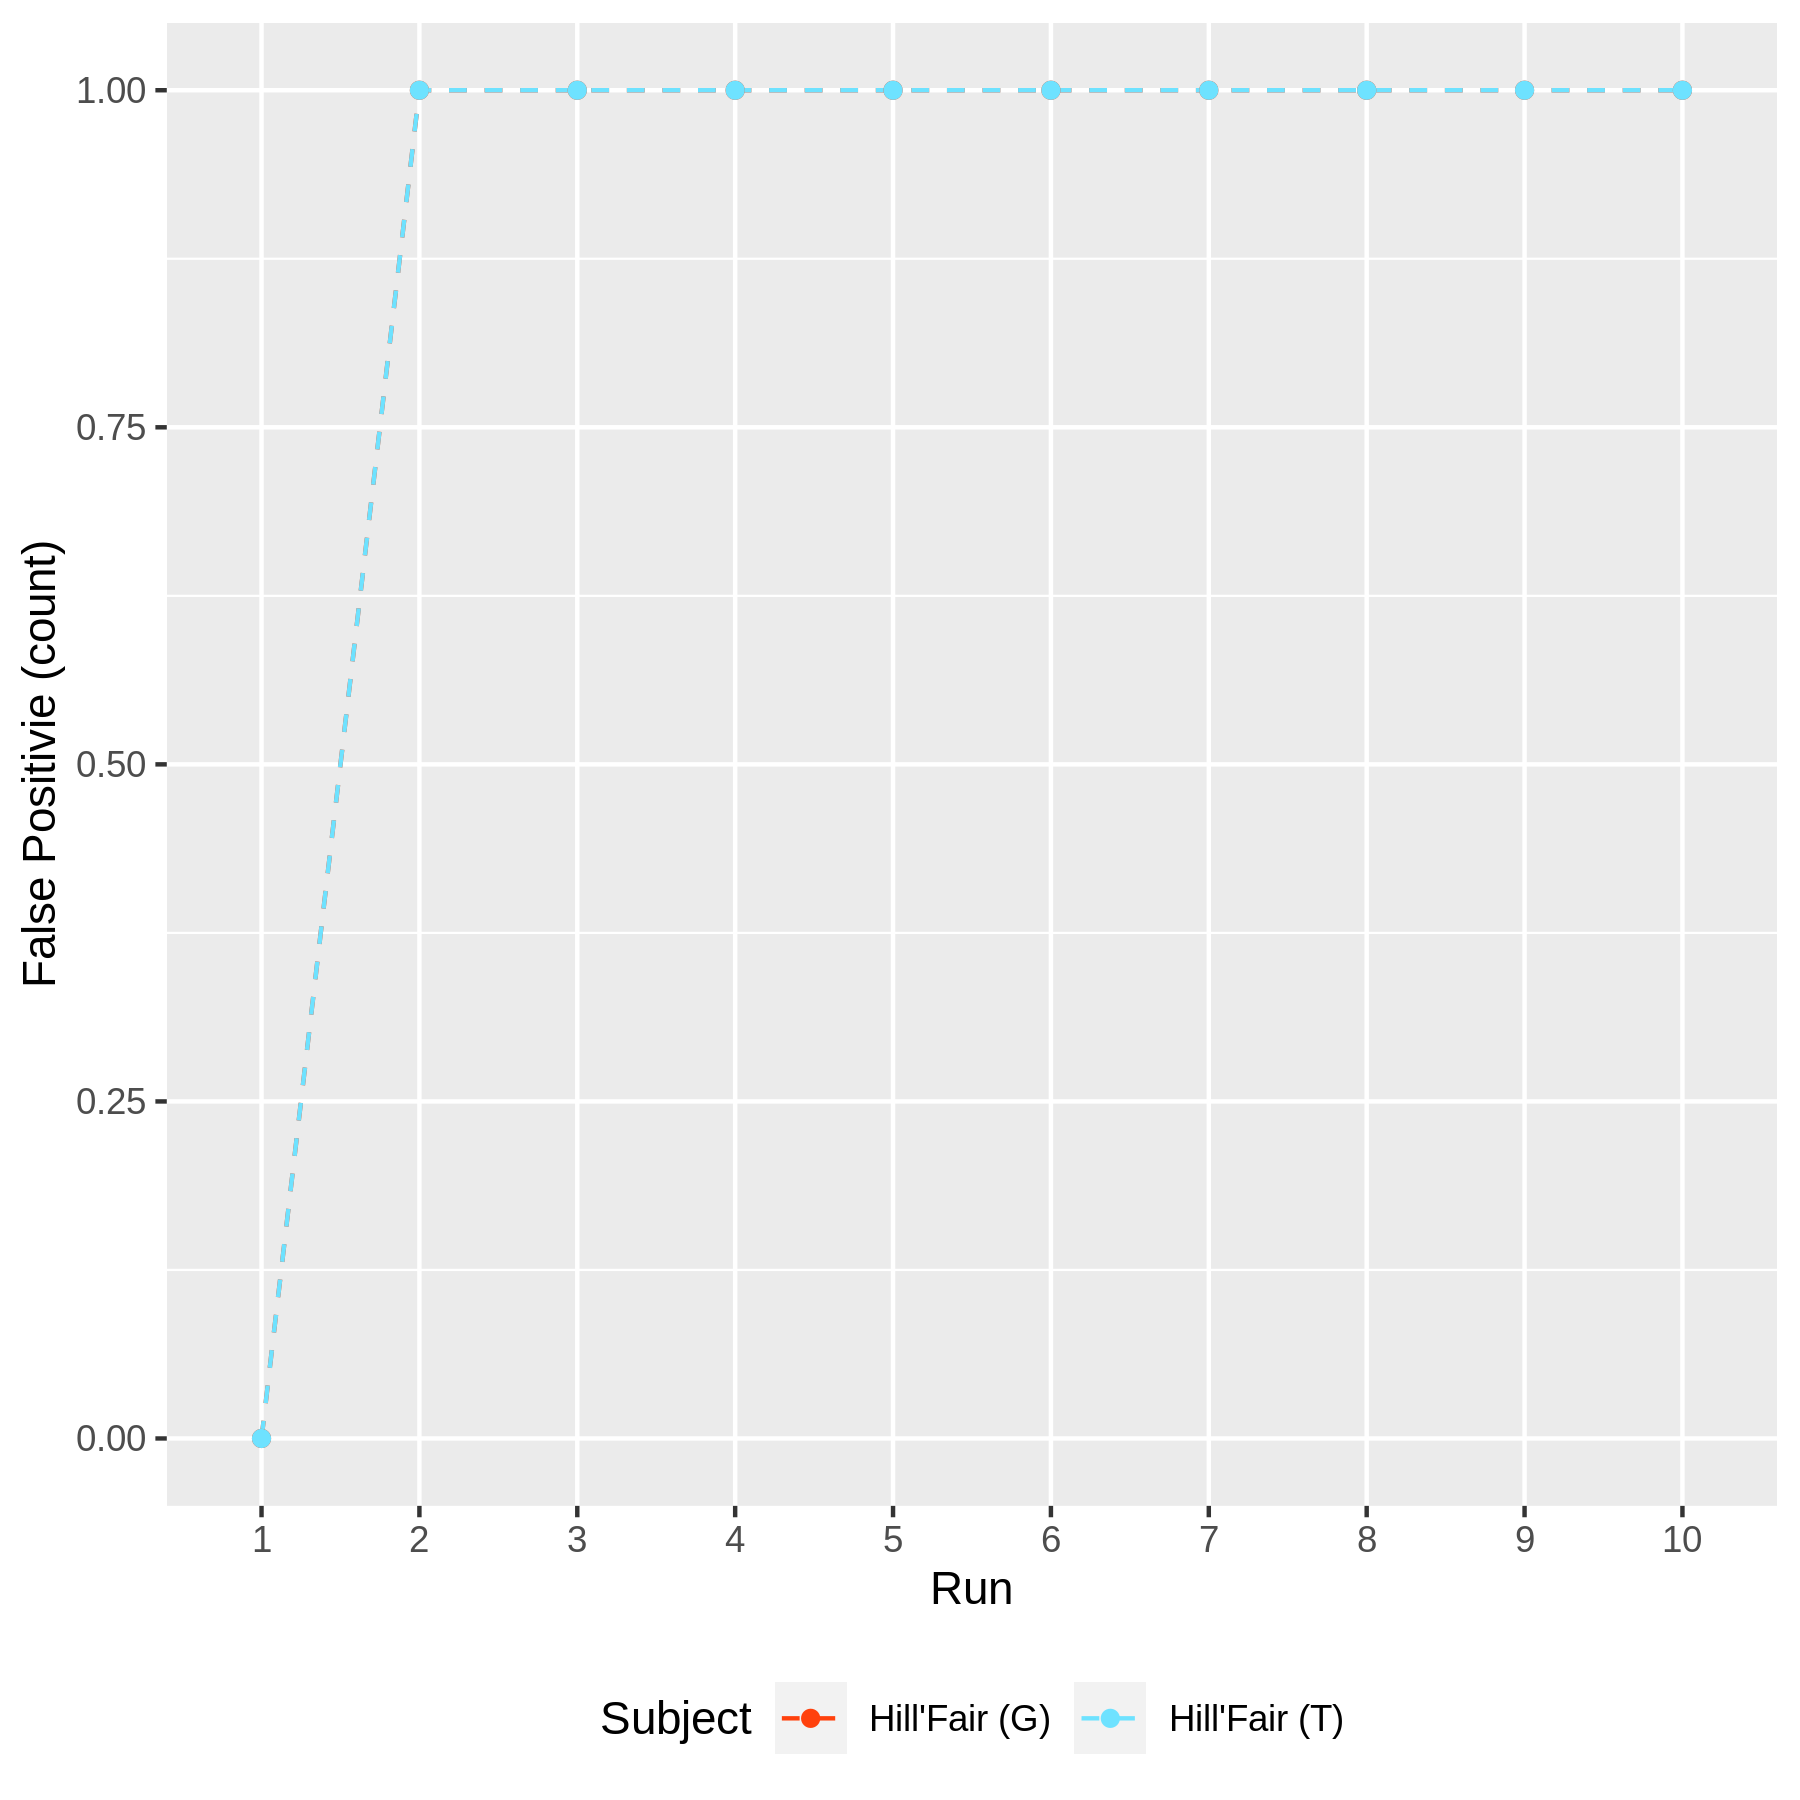 False Positivie (count)
1.00
0.75
0.50
0.25
0.00
1 2 3 4 5 6 7 8 9 10
Run
Subject Hill'Fair (G) Hill'Fair (T)